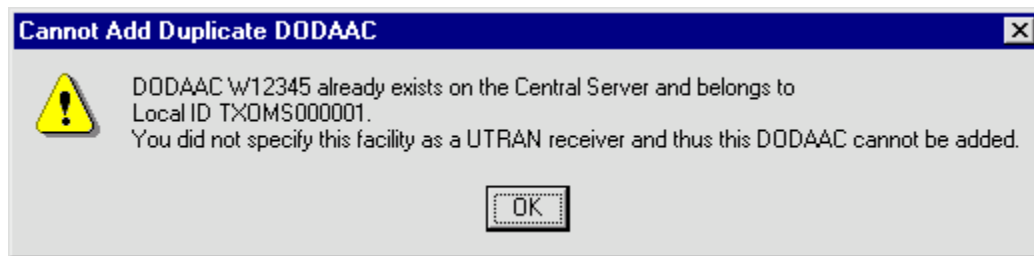 Cannot Add Duplicate DODAAC
DODAAC W12345 already exists on the Central Server and belongs to
Local ID TXOMS000001.
You did not specify this facility as a UTRAN receiver and thus this DODAAC cannot be added.
OK